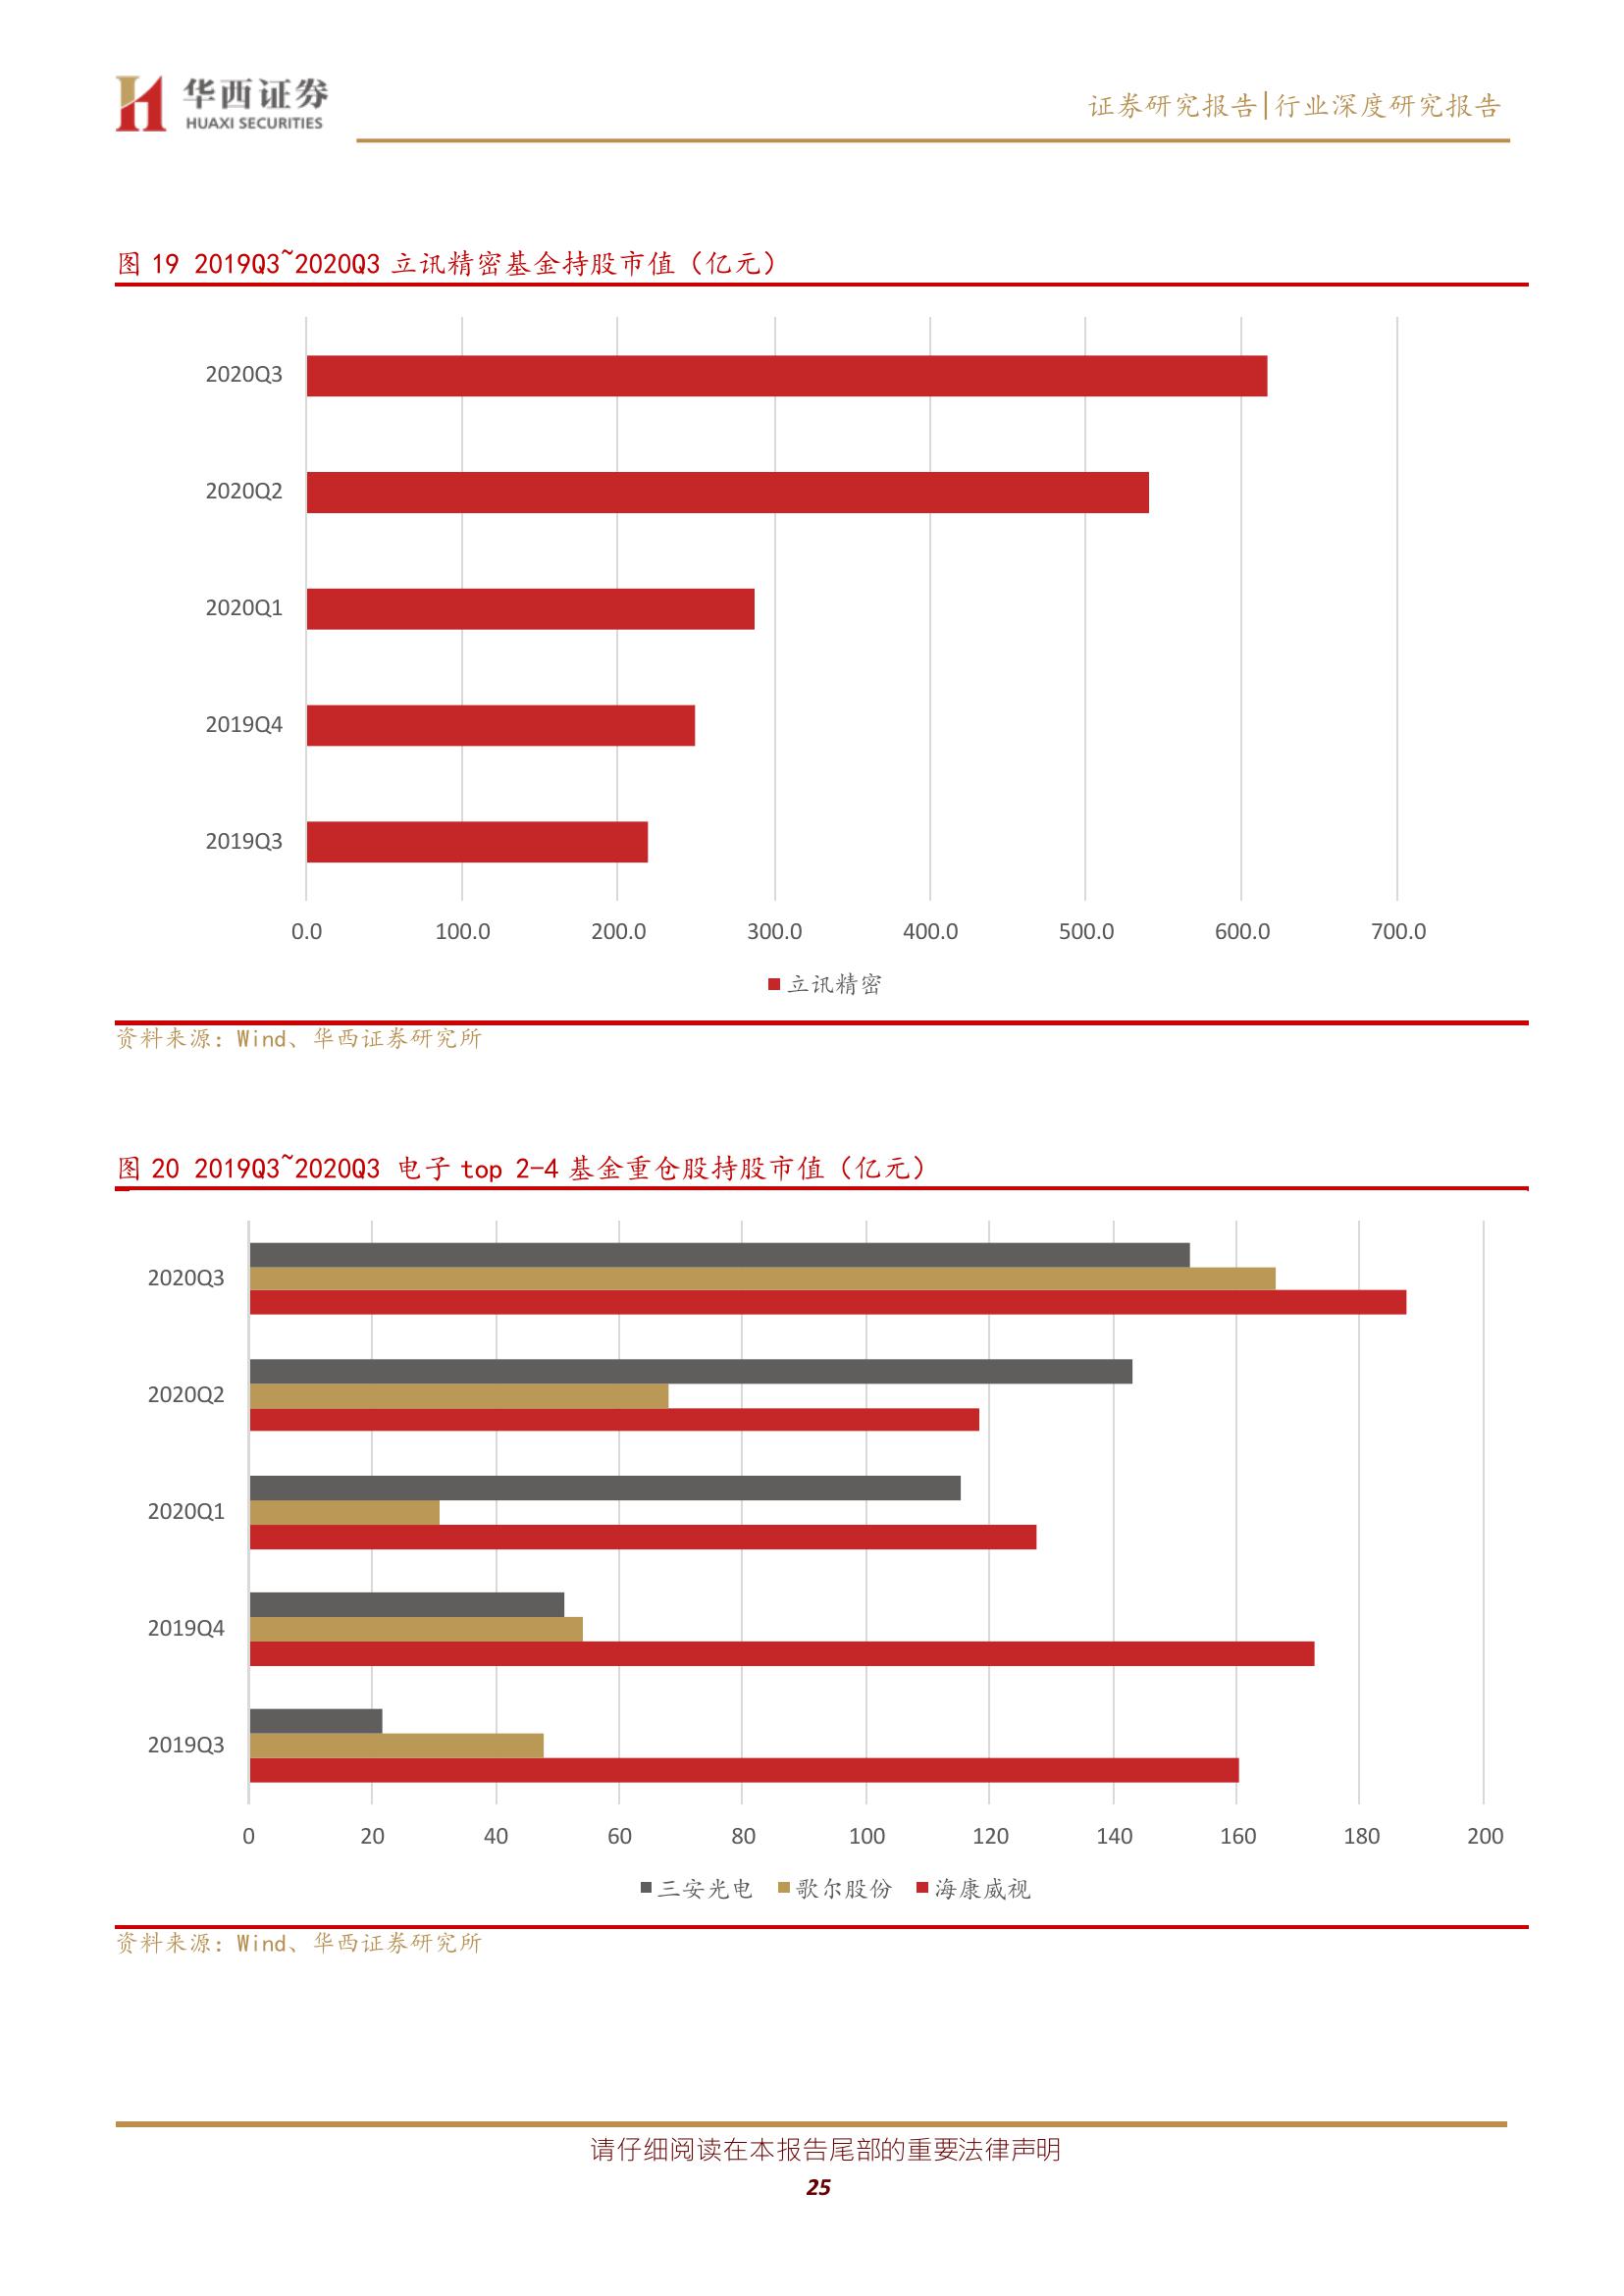 华西证券
HUAXI SECURITIES
证券研究报告|行业深度研究报告
图 19 2019Q3~2020Q3 立讯精密基金持股市值（亿元）
2020Q3
2020Q2
2020Q1
2019Q4
2019Q3
0.0 100.0 200.0 300.0 400.0 500.0 600.0 700.0
立讯精密
资料来源：Wind、华西证券研究所
图 20 2019Q3~2020Q3 电子 top 2-4 基金重仓股持股市值（亿元）
2020Q3
2020Q2
2020Q1
2019Q4
2019Q3
0 20 40 60 80 100 120 140 160 180 200
三安光电 歌尔股份 海康威视
资料来源：Wind、华西证券研究所
请仔细阅读在本报告尾部的重要法律声明
25